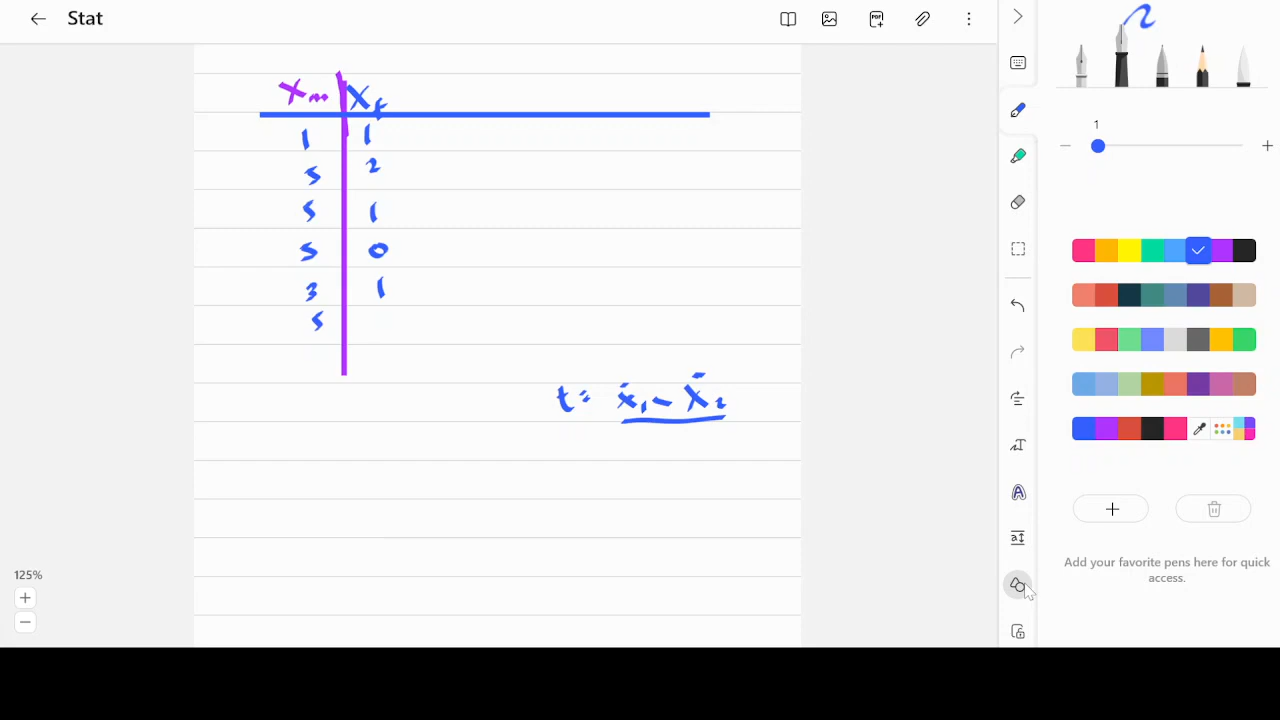 Stat
Xm Xf
1 1
5 2
5 1
5 0
3 1
5
t = x̄₁ - x̄₂
1
125%
Add your favorite pens here for quick
access.